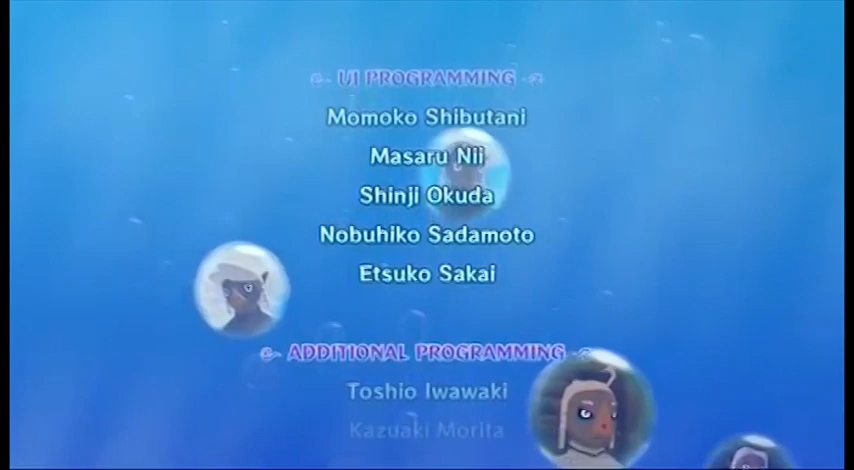 UI PROGRAMMING
Momoko Shibutani
Masaru Nii
Shinji Okuda
Nobuhiko Sadamoto
Etsuko Sakai
ADDITIONAL PROGRAMMING
Toshio Iwawaki
Kazuaki Morita